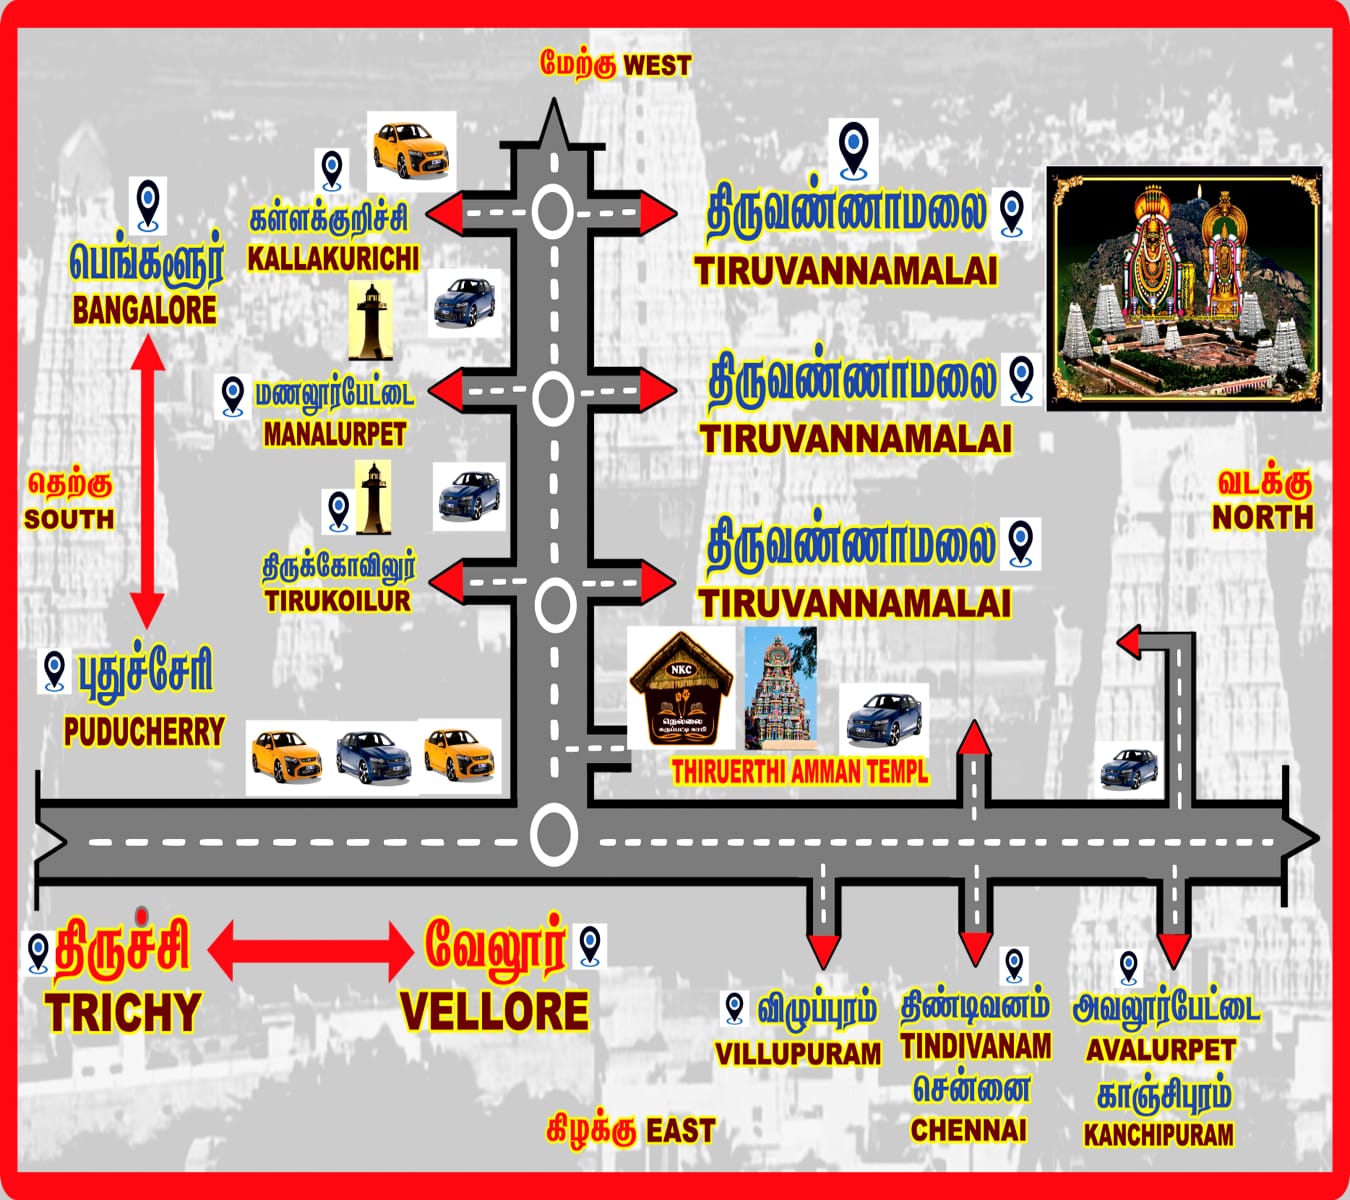 மேற்கு WEST
கள்ளக்குறிச்சி
KALLAKURICHI
திருவண்ணாமலை
TIRUVANNAMALAI
பெங்களூர்
BANGALORE
மணலூர்பேட்டை
MANALURPET
திருவண்ணாமலை
TIRUVANNAMALAI
தெற்கு
SOUTH
வடக்கு
NORTH
திருக்கோவிலுர்
TIRUKOILUR
திருவண்ணாமலை
TIRUVANNAMALAI
புதுச்சேரி
PUDUCHERRY
NKC
நெல்லை
கருப்பட்டி காபி
THIRUERTHI AMMAN TEMPL
திருச்சி
TRICHY
வேலூர்
VELLORE
விழுப்புரம்
VILLUPURAM
திண்டிவனம்
TINDIVANAM
சென்னை
CHENNAI
அவலூர்பேட்டை
AVALURPET
காஞ்சிபுரம்
KANCHIPURAM
கிழக்கு EAST